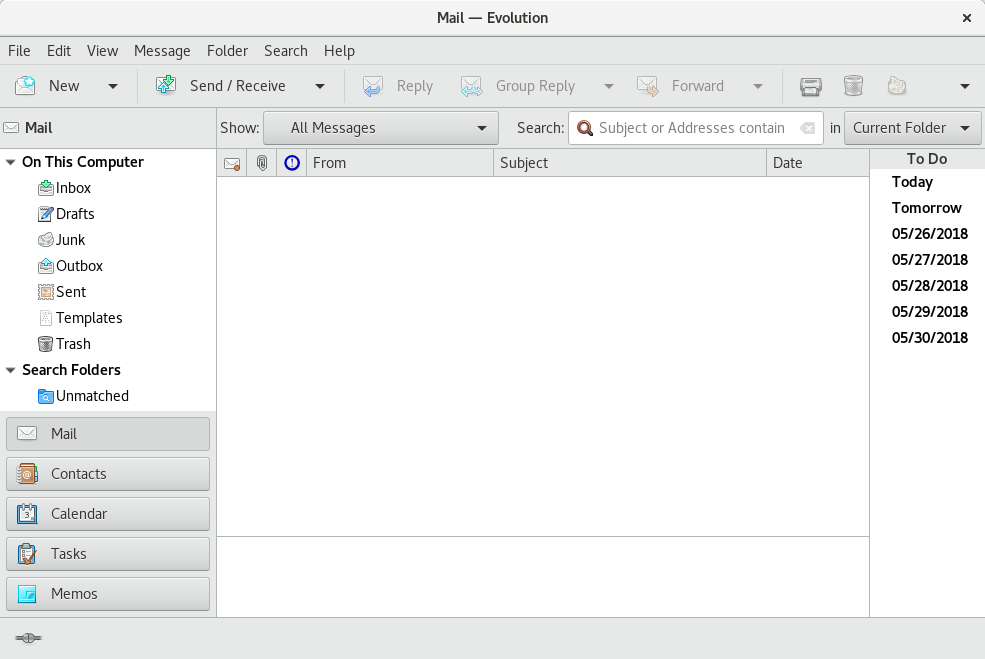 Mail — Evolution
File Edit View Message Folder Search Help
New Send / Receive Reply Group Reply Forward
Mail
Show: All Messages Search: Subject or Addresses contain in Current Folder
On This Computer
Inbox
Drafts
Junk
Outbox
Sent
Templates
Trash
Search Folders
Unmatched
Mail
Contacts
3
Calendar
Tasks
Memos
From Subject Date
To Do
Today
Tomorrow
05/26/2018
05/27/2018
05/28/2018
05/29/2018
05/30/2018